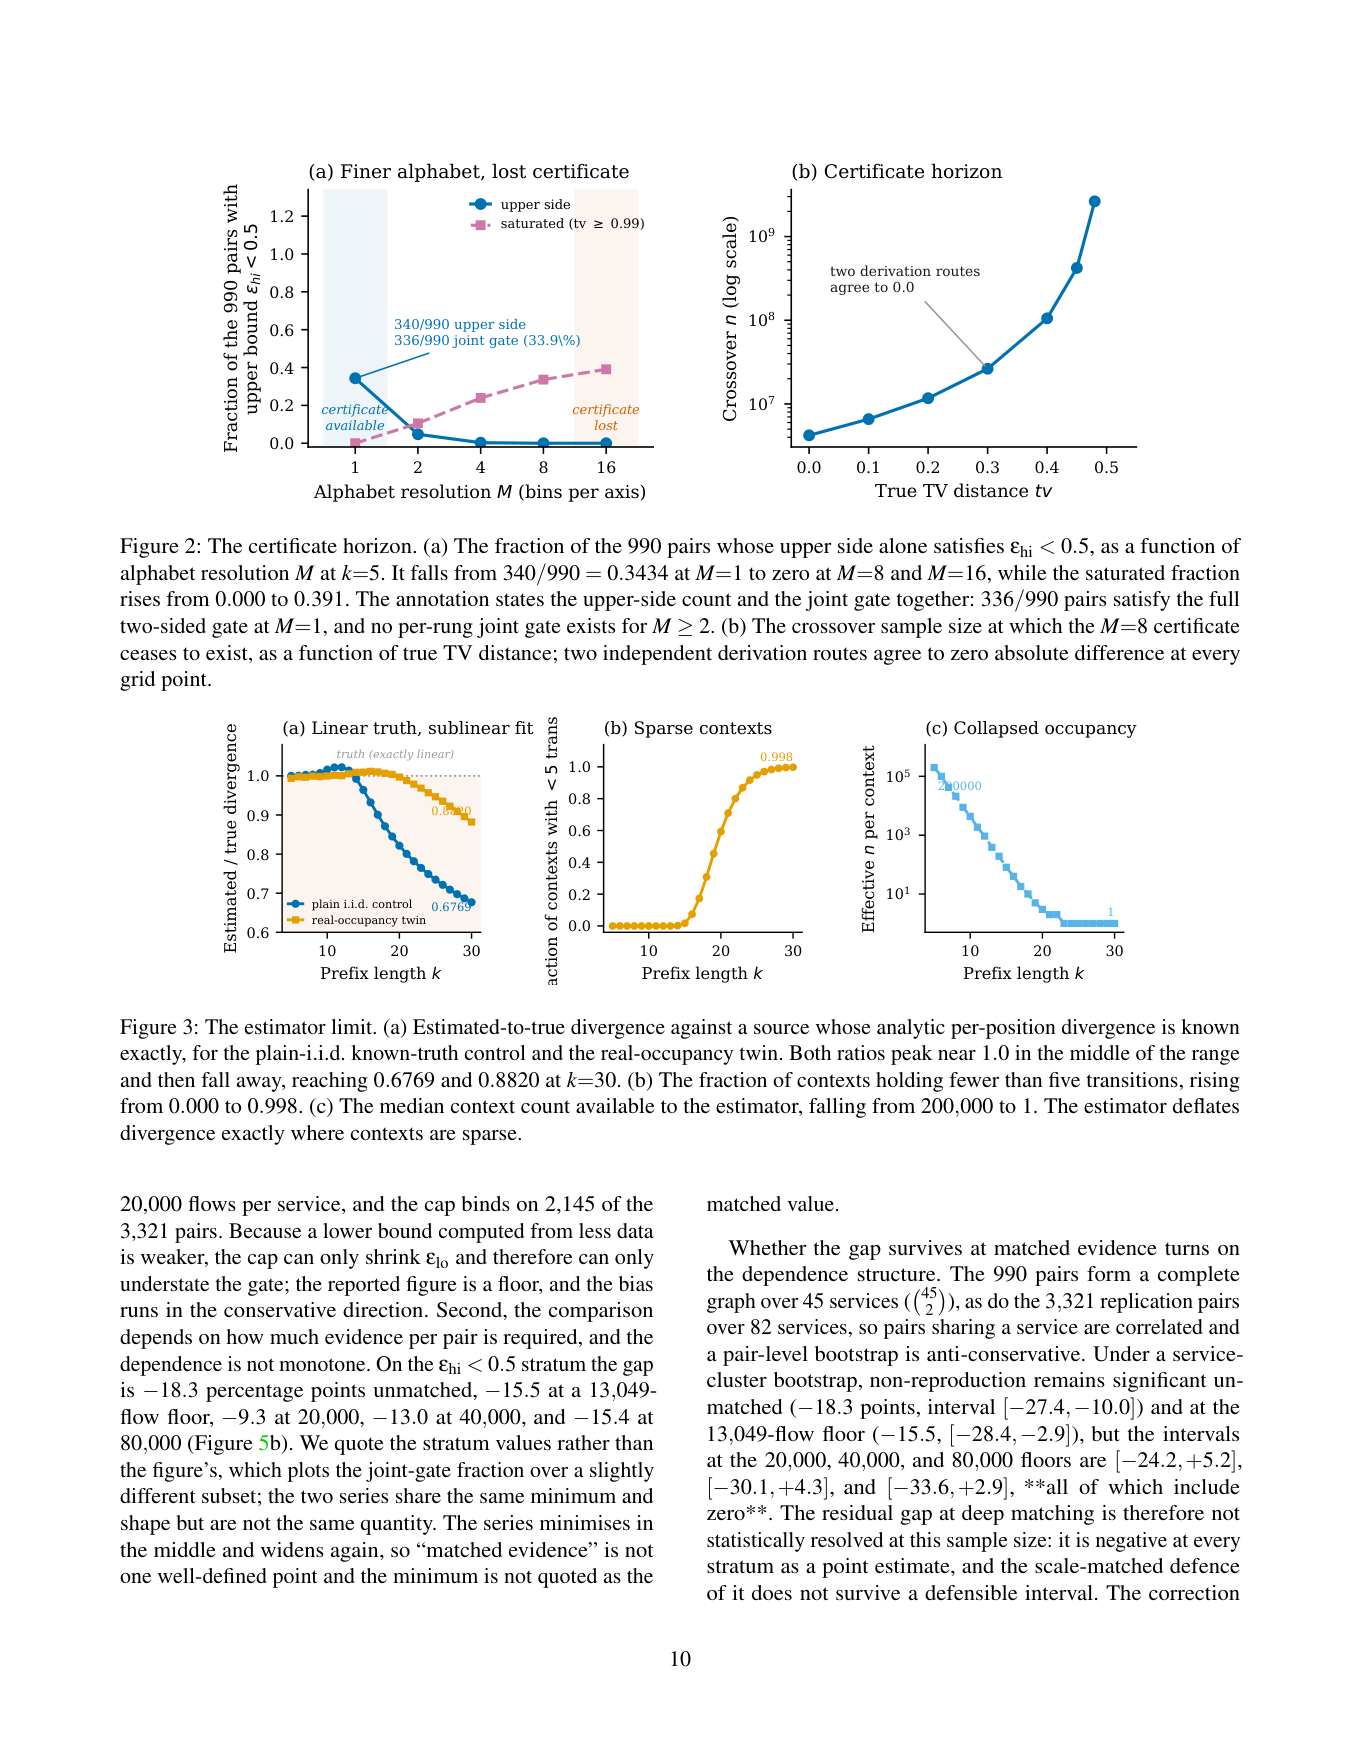 (a) Finer alphabet, lost certificate
Fraction of the 990 pairs with
upper bound εhi < 0.5
1.2
1.0
0.8
0.6
0.4
0.2
0.0
upper side
saturated (tv ≥ 0.99)
340/990 upper side
336/990 joint gate (33.9\%)
certificate
available
certificate
lost
1 2 4 8 16
Alphabet resolution M (bins per axis)
(b) Certificate horizon
Crossover n (log scale)
10⁹
10⁸
10⁷
two derivation routes
agree to 0.0
0.0 0.1 0.2 0.3 0.4 0.5
True TV distance tv
Figure 2: The certificate horizon. (a) The fraction of the 990 pairs whose upper side alone satisfies εhi < 0.5, as a function of
alphabet resolution M at k=5. It falls from 340/990 = 0.3434 at M=1 to zero at M=8 and M=16, while the saturated fraction
rises from 0.000 to 0.391. The annotation states the upper-side count and the joint gate together: 336/990 pairs satisfy the full
two-sided gate at M=1, and no per-rung joint gate exists for M ≥ 2. (b) The crossover sample size at which the M=8 certificate
ceases to exist, as a function of true TV distance; two independent derivation routes agree to zero absolute difference at every
grid point.
(a) Linear truth, sublinear fit
Estimated / true divergence
truth (exactly linear)
1.0
0.9
0.8
0.7
0.6
0.8820
0.6769
plain i.i.d. control
real-occupancy twin
10 20 30
Prefix length k
(b) Sparse contexts
action of contexts with < 5 trans
1.0
0.8
0.6
0.4
0.2
0.0
0.998
10 20 30
Prefix length k
(c) Collapsed occupancy
Effective n per context
10⁵
10³
10¹
200000
1
10 20 30
Prefix length k
Figure 3: The estimator limit. (a) Estimated-to-true divergence against a source whose analytic per-position divergence is known
exactly, for the plain-i.i.d. known-truth control and the real-occupancy twin. Both ratios peak near 1.0 in the middle of the range
and then fall away, reaching 0.6769 and 0.8820 at k=30. (b) The fraction of contexts holding fewer than five transitions, rising
from 0.000 to 0.998. (c) The median context count available to the estimator, falling from 200,000 to 1. The estimator deflates
divergence exactly where contexts are sparse.
20,000 flows per service, and the cap binds on 2,145 of the
3,321 pairs. Because a lower bound computed from less data
is weaker, the cap can only shrink εlo and therefore can only
understate the gate; the reported figure is a floor, and the bias
runs in the conservative direction. Second, the comparison
depends on how much evidence per pair is required, and the
dependence is not monotone. On the εhi < 0.5 stratum the gap
is −18.3 percentage points unmatched, −15.5 at a 13,049-
flow floor, −9.3 at 20,000, −13.0 at 40,000, and −15.4 at
80,000 (Figure 5b). We quote the stratum values rather than
the figure's, which plots the joint-gate fraction over a slightly
different subset; the two series share the same minimum and
shape but are not the same quantity. The series minimises in
the middle and widens again, so “matched evidence” is not
one well-defined point and the minimum is not quoted as the
matched value.
Whether the gap survives at matched evidence turns on
the dependence structure. The 990 pairs form a complete
graph over 45 services ((45 2)), as do the 3,321 replication pairs
over 82 services, so pairs sharing a service are correlated and
a pair-level bootstrap is anti-conservative. Under a service-
cluster bootstrap, non-reproduction remains significant un-
matched (−18.3 points, interval [−27.4,−10.0]) and at the
13,049-flow floor (−15.5, [−28.4,−2.9]), but the intervals
at the 20,000, 40,000, and 80,000 floors are [−24.2,+5.2],
[−30.1,+4.3], and [−33.6,+2.9], **all of which include
zero**. The residual gap at deep matching is therefore not
statistically resolved at this sample size: it is negative at every
stratum as a point estimate, and the scale-matched defence
of it does not survive a defensible interval. The correction
10